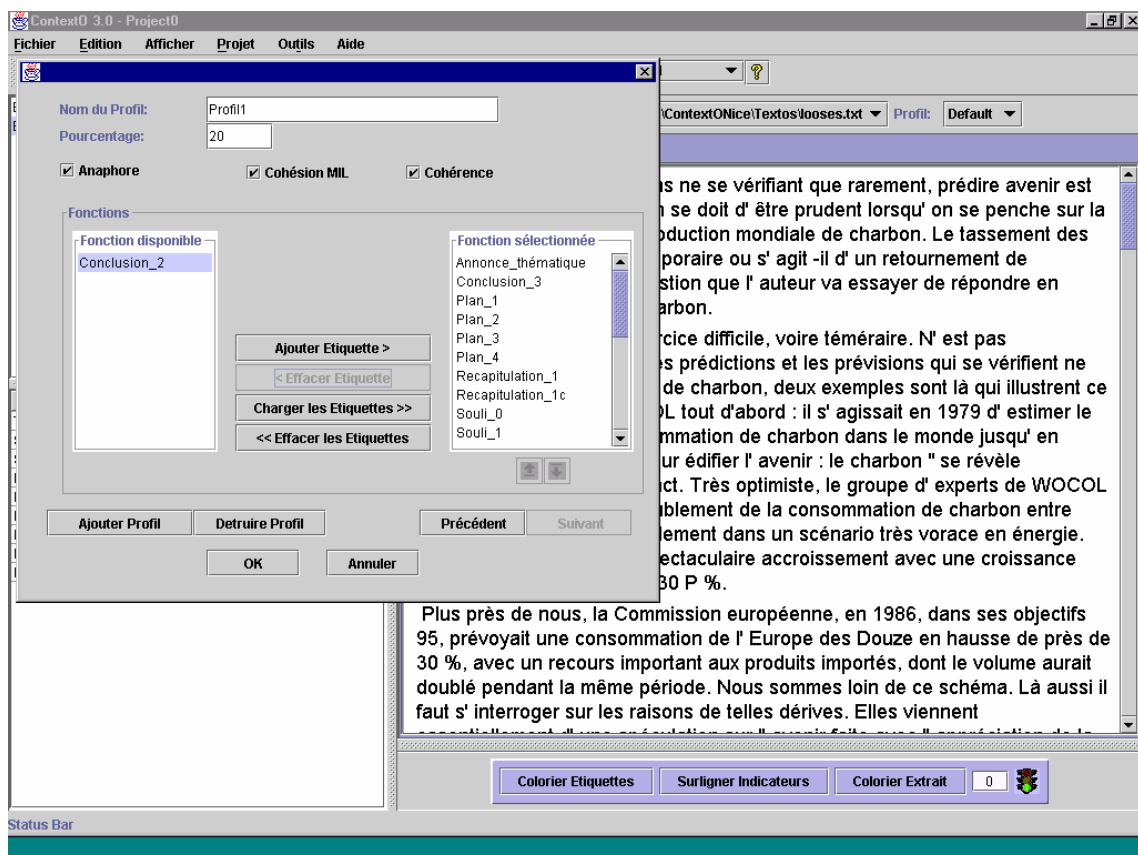 ContextO 3.0 - Project0
Fichier Edition Afficher Projet Outils Aide
Nom du Profil: Profil1
Pourcentage: 20
Anaphore Cohésion MIL Cohérence
Fonctions
Fonction disponible
Conclusion_2
Ajouter Etiquette >
< Effacer Etiquette
Charger les Etiquettes >>
<< Effacer les Etiquettes
Fonction sélectionnée
Annonce_thématique
Conclusion_3
Plan_1
Plan_2
Plan_3
Plan_4
Recapitulation_1
Recapitulation_1c
Souli_0
Souli_1
Ajouter Profil Detruire Profil Précédent Suivant
OK Annuler
\ContextONice\Textos\looses.txt Profil: Default
ns ne se vérifiant que rarement, prédire avenir est
n se doit d' être prudent lorsqu' on se penche sur la
oduction mondiale de charbon. Le tassement des
poraire ou s' agit -il d' un retournement de
stion que l' auteur va essayer de répondre en
arbon.
rcice difficile, voire téméraire. N' est pas
s prédictions et les prévisions qui se vérifient ne
de charbon, deux exemples sont là qui illustrent ce
OL tout d'abord : il s' agissait en 1979 d' estimer le
mmation de charbon dans le monde jusqu' en
ur édifier l' avenir : le charbon " se révèle
ct. Très optimiste, le groupe d' experts de WOCOL
ublement de la consommation de charbon entre
lement dans un scénario très vorace en énergie.
ectaculaire accroissement avec une croissance
30 P %.
Plus près de nous, la Commission européenne, en 1986, dans ses objectifs
95, prévoyait une consommation de l' Europe des Douze en hausse de près de
30 %, avec un recours important aux produits importés, dont le volume aurait
doublé pendant la même période. Nous sommes loin de ce schéma. Là aussi il
faut s' interroger sur les raisons de telles dérives. Elles viennent
Colorier Etiquettes Surligner Indicateurs Colorier Extrait 0
Status Bar